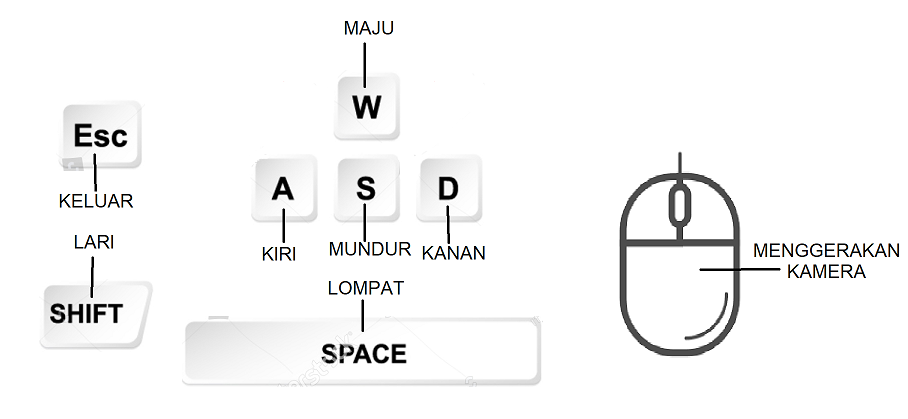 MAJU
W
Esc
KELUAR
A
S
D
KIRI
MUNDUR
KANAN
LARI
SHIFT
LOMPAT
SPACE
MENGGERAKAN
KAMERA